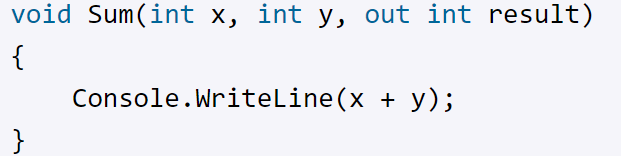 void Sum(int x, int y, out int result)
{
    Console.WriteLine(x + y);
}